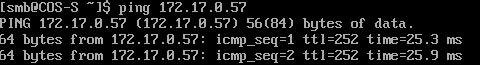 [smb@COS-S ~]$ ping 172.17.0.57
PING 172.17.0.57 (172.17.0.57) 56(84) bytes of data.
64 bytes from 172.17.0.57: icmp_seq=1 ttl=252 time=25.3 ms
64 bytes from 172.17.0.57: icmp_seq=2 ttl=252 time=25.9 ms